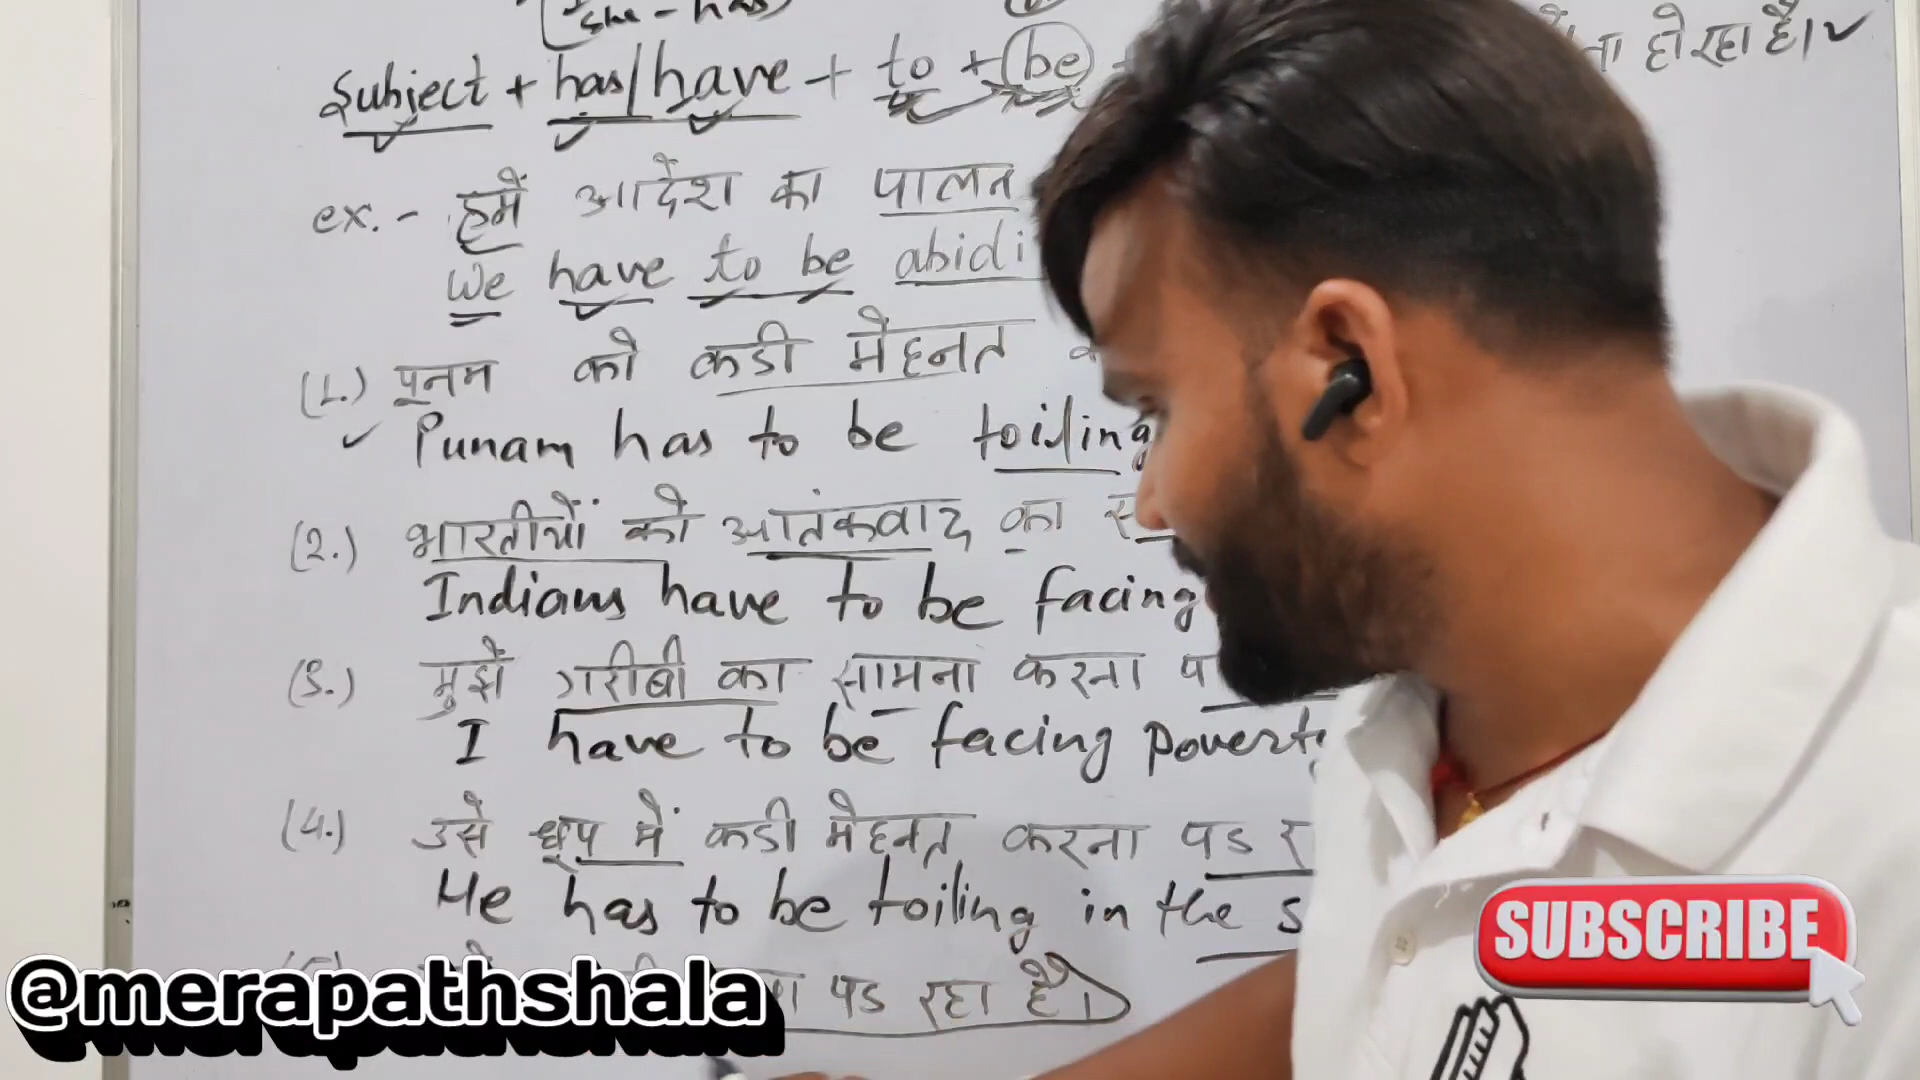 She - has
Subject + has/have + to + be +
ना हो रहा है।
ex. - हमें आदेश का पालन
We have to be abidi
(1.) पूनम को कडी मेहनत
Punam has to be toiling
(2.) भारतीयों को आतंकवाद का स
Indians have to be facing
(3.) मुझे गरीबी का सामना करना प
I have to be facing poverty
(4.) उसे धूप में कडी मेहनत करना पड र
He has to be toiling in the s
पड रहा है।
@merapathshala
SUBSCRIBE